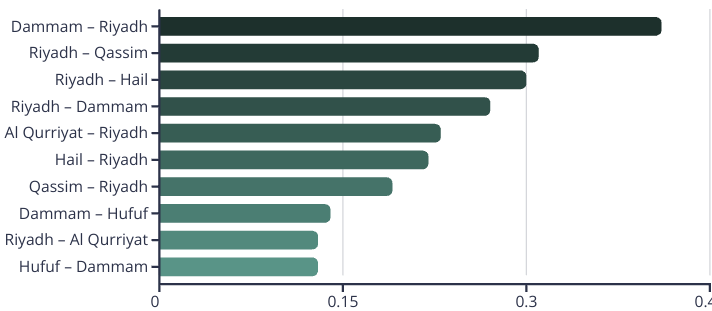 Dammam – Riyadh
Riyadh – Qassim
Riyadh – Hail
Riyadh – Dammam
Al Qurriyat – Riyadh
Hail – Riyadh
Qassim – Riyadh
Dammam – Hufuf
Riyadh – Al Qurriyat
Hufuf – Dammam
0 0.15 0.3